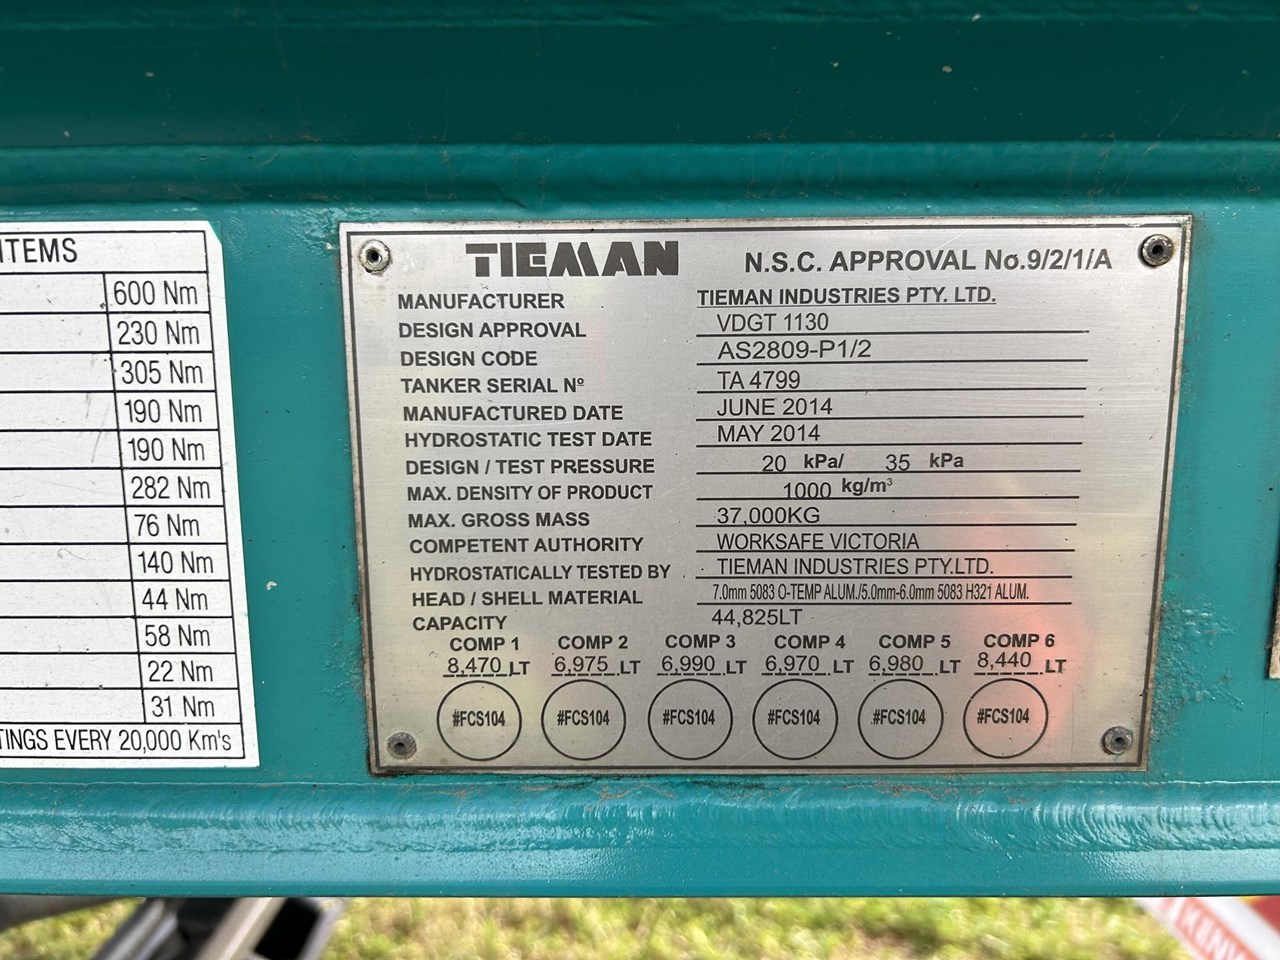 ITEMS
600 Nm
230 Nm
305 Nm
190 Nm
190 Nm
282 Nm
76 Nm
140 Nm
44 Nm
58 Nm
22 Nm
31 Nm
TINGS EVERY 20,000 Km's
TIEMAN N.S.C. APPROVAL No.9/2/1/A
MANUFACTURER TIEMAN INDUSTRIES PTY. LTD.
DESIGN APPROVAL VDGT 1130
DESIGN CODE AS2809-P1/2
TANKER SERIAL Nº TA 4799
MANUFACTURED DATE JUNE 2014
HYDROSTATIC TEST DATE MAY 2014
DESIGN / TEST PRESSURE 20 kPa/ 35 kPa
MAX. DENSITY OF PRODUCT 1000 kg/m³
MAX. GROSS MASS 37,000KG
COMPETENT AUTHORITY WORKSAFE VICTORIA
HYDROSTATICALLY TESTED BY TIEMAN INDUSTRIES PTY.LTD.
HEAD / SHELL MATERIAL 7.0mm 5083 O-TEMP ALUM./5.0mm-6.0mm 5083 H321 ALUM.
CAPACITY 44,825LT
COMP 1 COMP 2 COMP 3 COMP 4 COMP 5 COMP 6
8,470 LT 6,975 LT 6,990 LT 6,970 LT 6,980 LT 8,440 LT
#FCS104 #FCS104 #FCS104 #FCS104 #FCS104 #FCS104